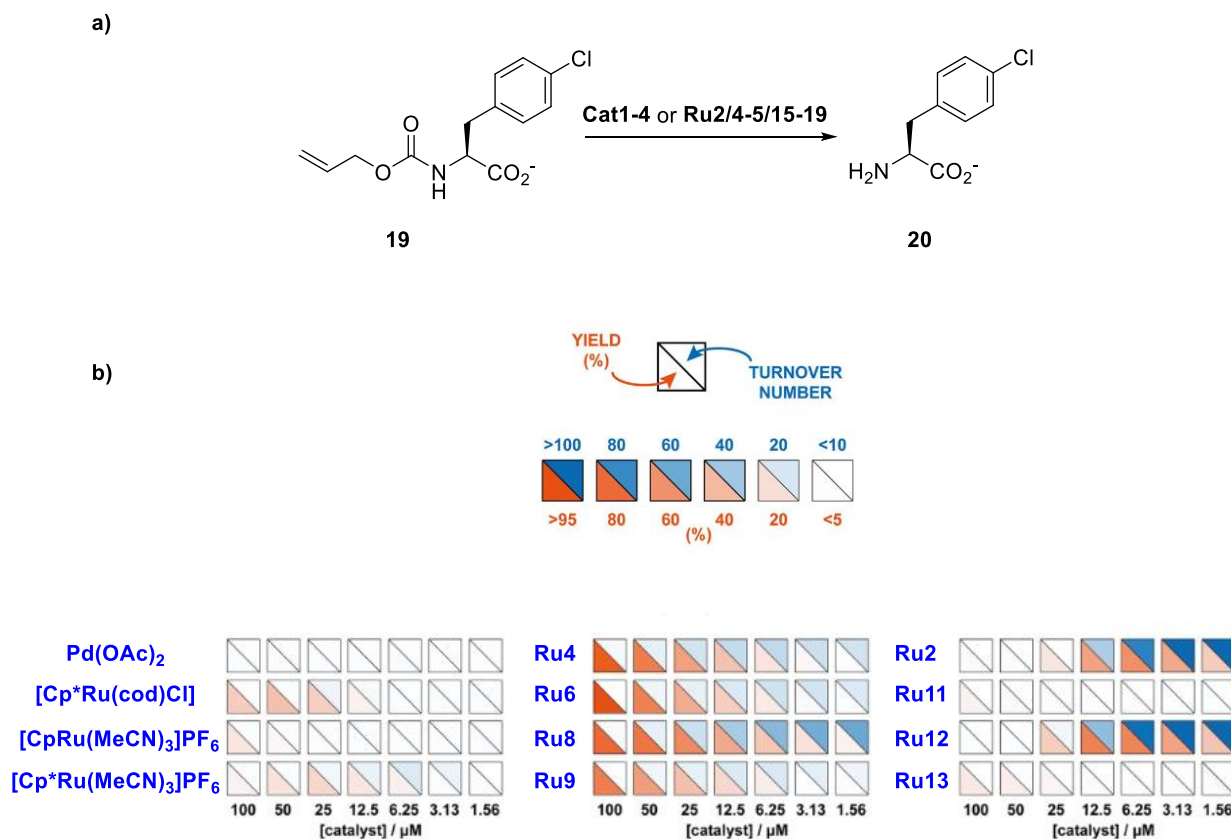 a)
Cl
O
O
N
H
CO2-
19
Cat1-4 or Ru2/4-5/15-19
Cl
H2N
CO2-
20
b)
YIELD
(%)
TURNOVER
NUMBER
>100 80 60 40 20 <10
>95 80 60 40 20 <5
(%)
Pd(OAc)2
[Cp*Ru(cod)Cl]
[CpRu(MeCN)3]PF6
[Cp*Ru(MeCN)3]PF6
100 50 25 12.5 6.25 3.13 1.56
[catalyst] / µM
Ru4
Ru6
Ru8
Ru9
100 50 25 12.5 6.25 3.13 1.56
[catalyst] / µM
Ru2
Ru11
Ru12
Ru13
100 50 25 12.5 6.25 3.13 1.56
[catalyst] / µM